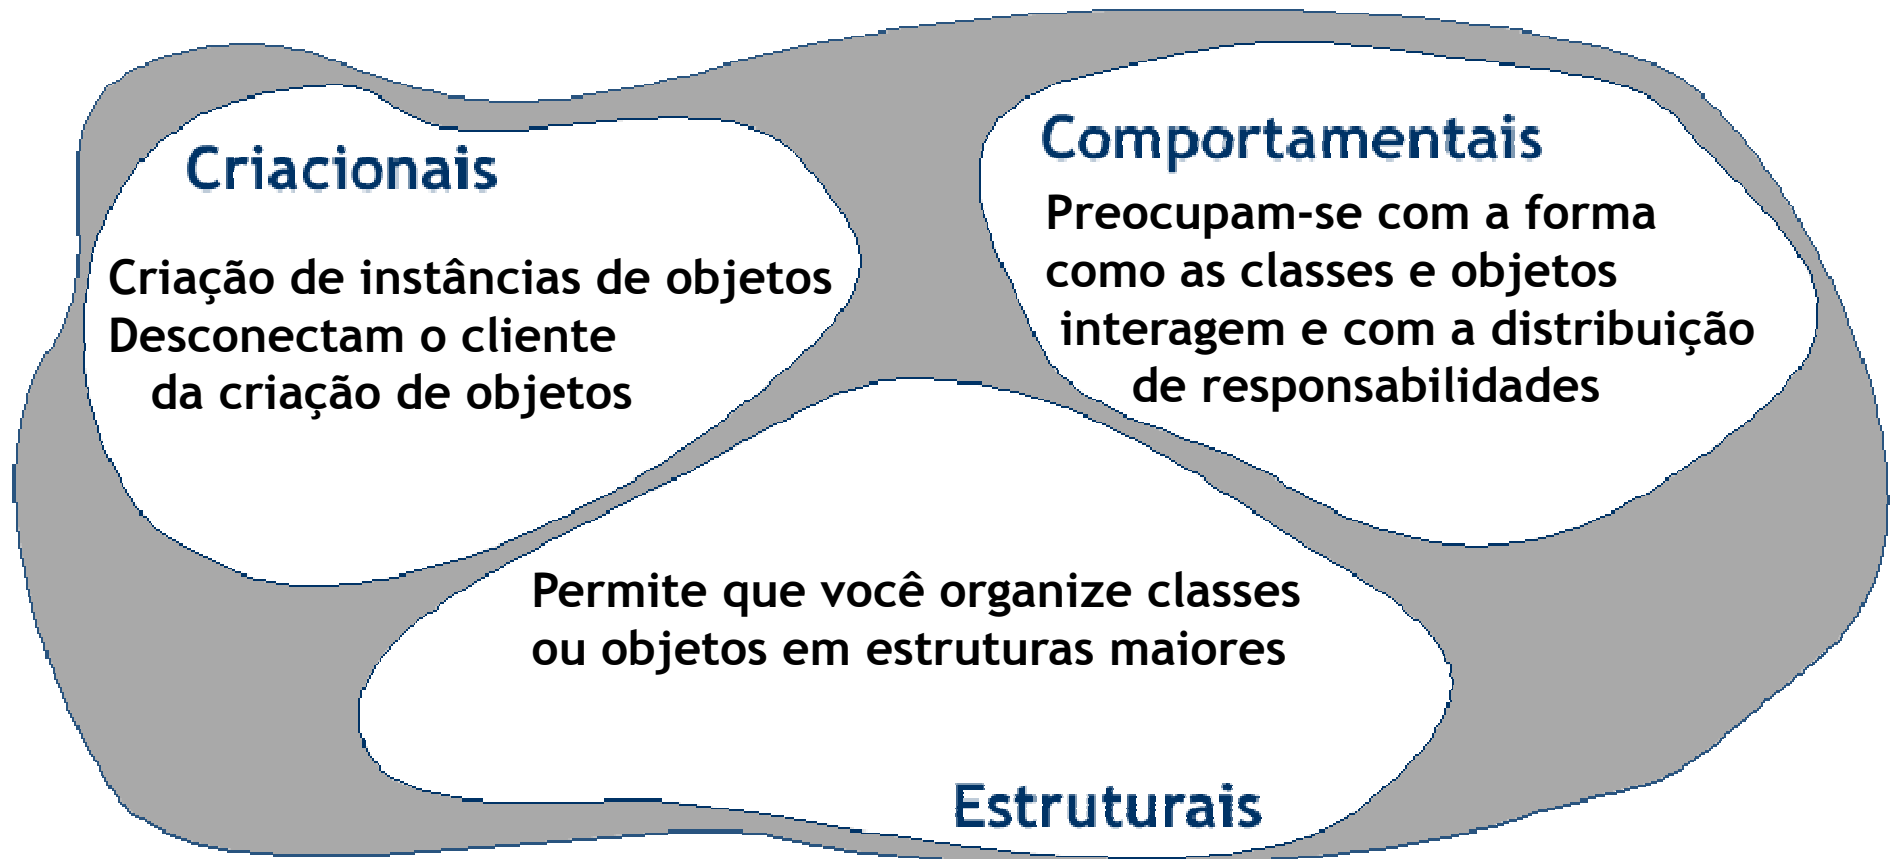 Criacionais
Criação de instâncias de objetos
Desconectam o cliente
da criação de objetos
Comportamentais
Preocupam-se com a forma
como as classes e objetos
interagem e com a distribuição
de responsabilidades
Permite que você organize classes
ou objetos em estruturas maiores
Estruturais